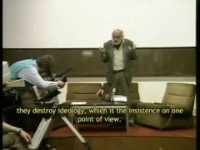 they destroy ideology, which is the insistence on one
point of view.